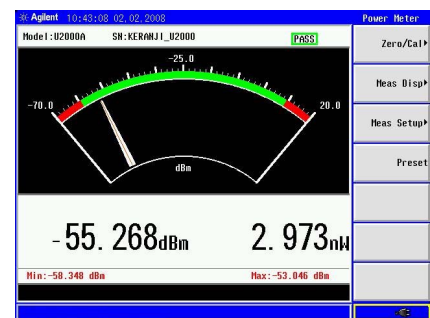 Agilent 10:43:08 02,02,2008 Power Meter
Model:U2000A SN:KERANJI_U2000 PASS
Zero/Cal
-25.0
Meas Disp
-70.0 20.0
Meas Setup
dBm
Preset
-55.268dBm 2.973nW
Min:-58.348 dBm Max:-53.046 dBm